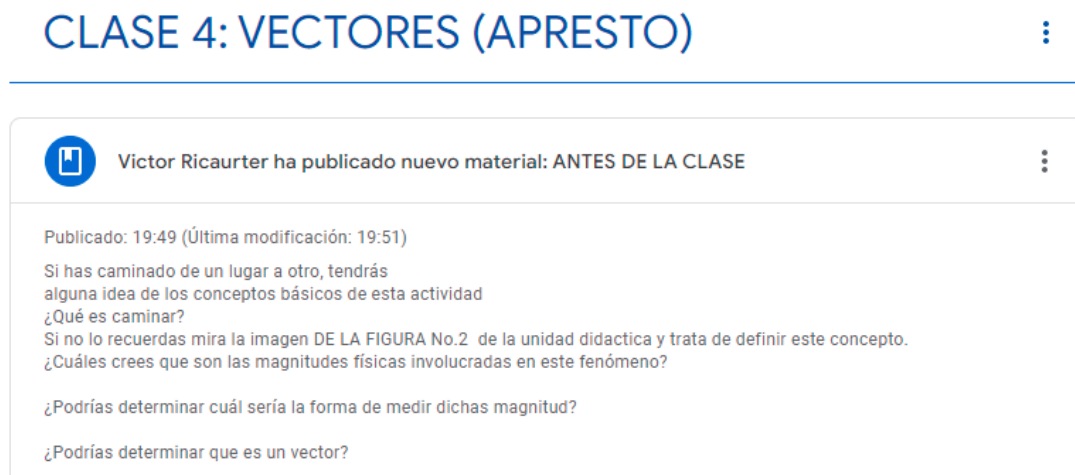 CLASE 4: VECTORES (APRESTO)
Victor Ricaurter ha publicado nuevo material: ANTES DE LA CLASE
Publicado: 19:49 (Última modificación: 19:51)
Si has caminado de un lugar a otro, tendrás
alguna idea de los conceptos básicos de esta actividad
¿Qué es caminar?
Si no lo recuerdas mira la imagen DE LA FIGURA No.2  de la unidad didactica y trata de definir este concepto.
¿Cuáles crees que son las magnitudes físicas involucradas en este fenómeno?
¿Podrías determinar cuál sería la forma de medir dichas magnitud?
¿Podrías determinar que es un vector?